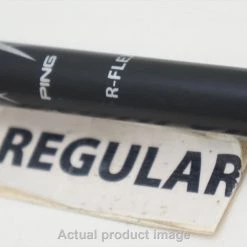 PING
R-FLE
REGULAR
Actual product image